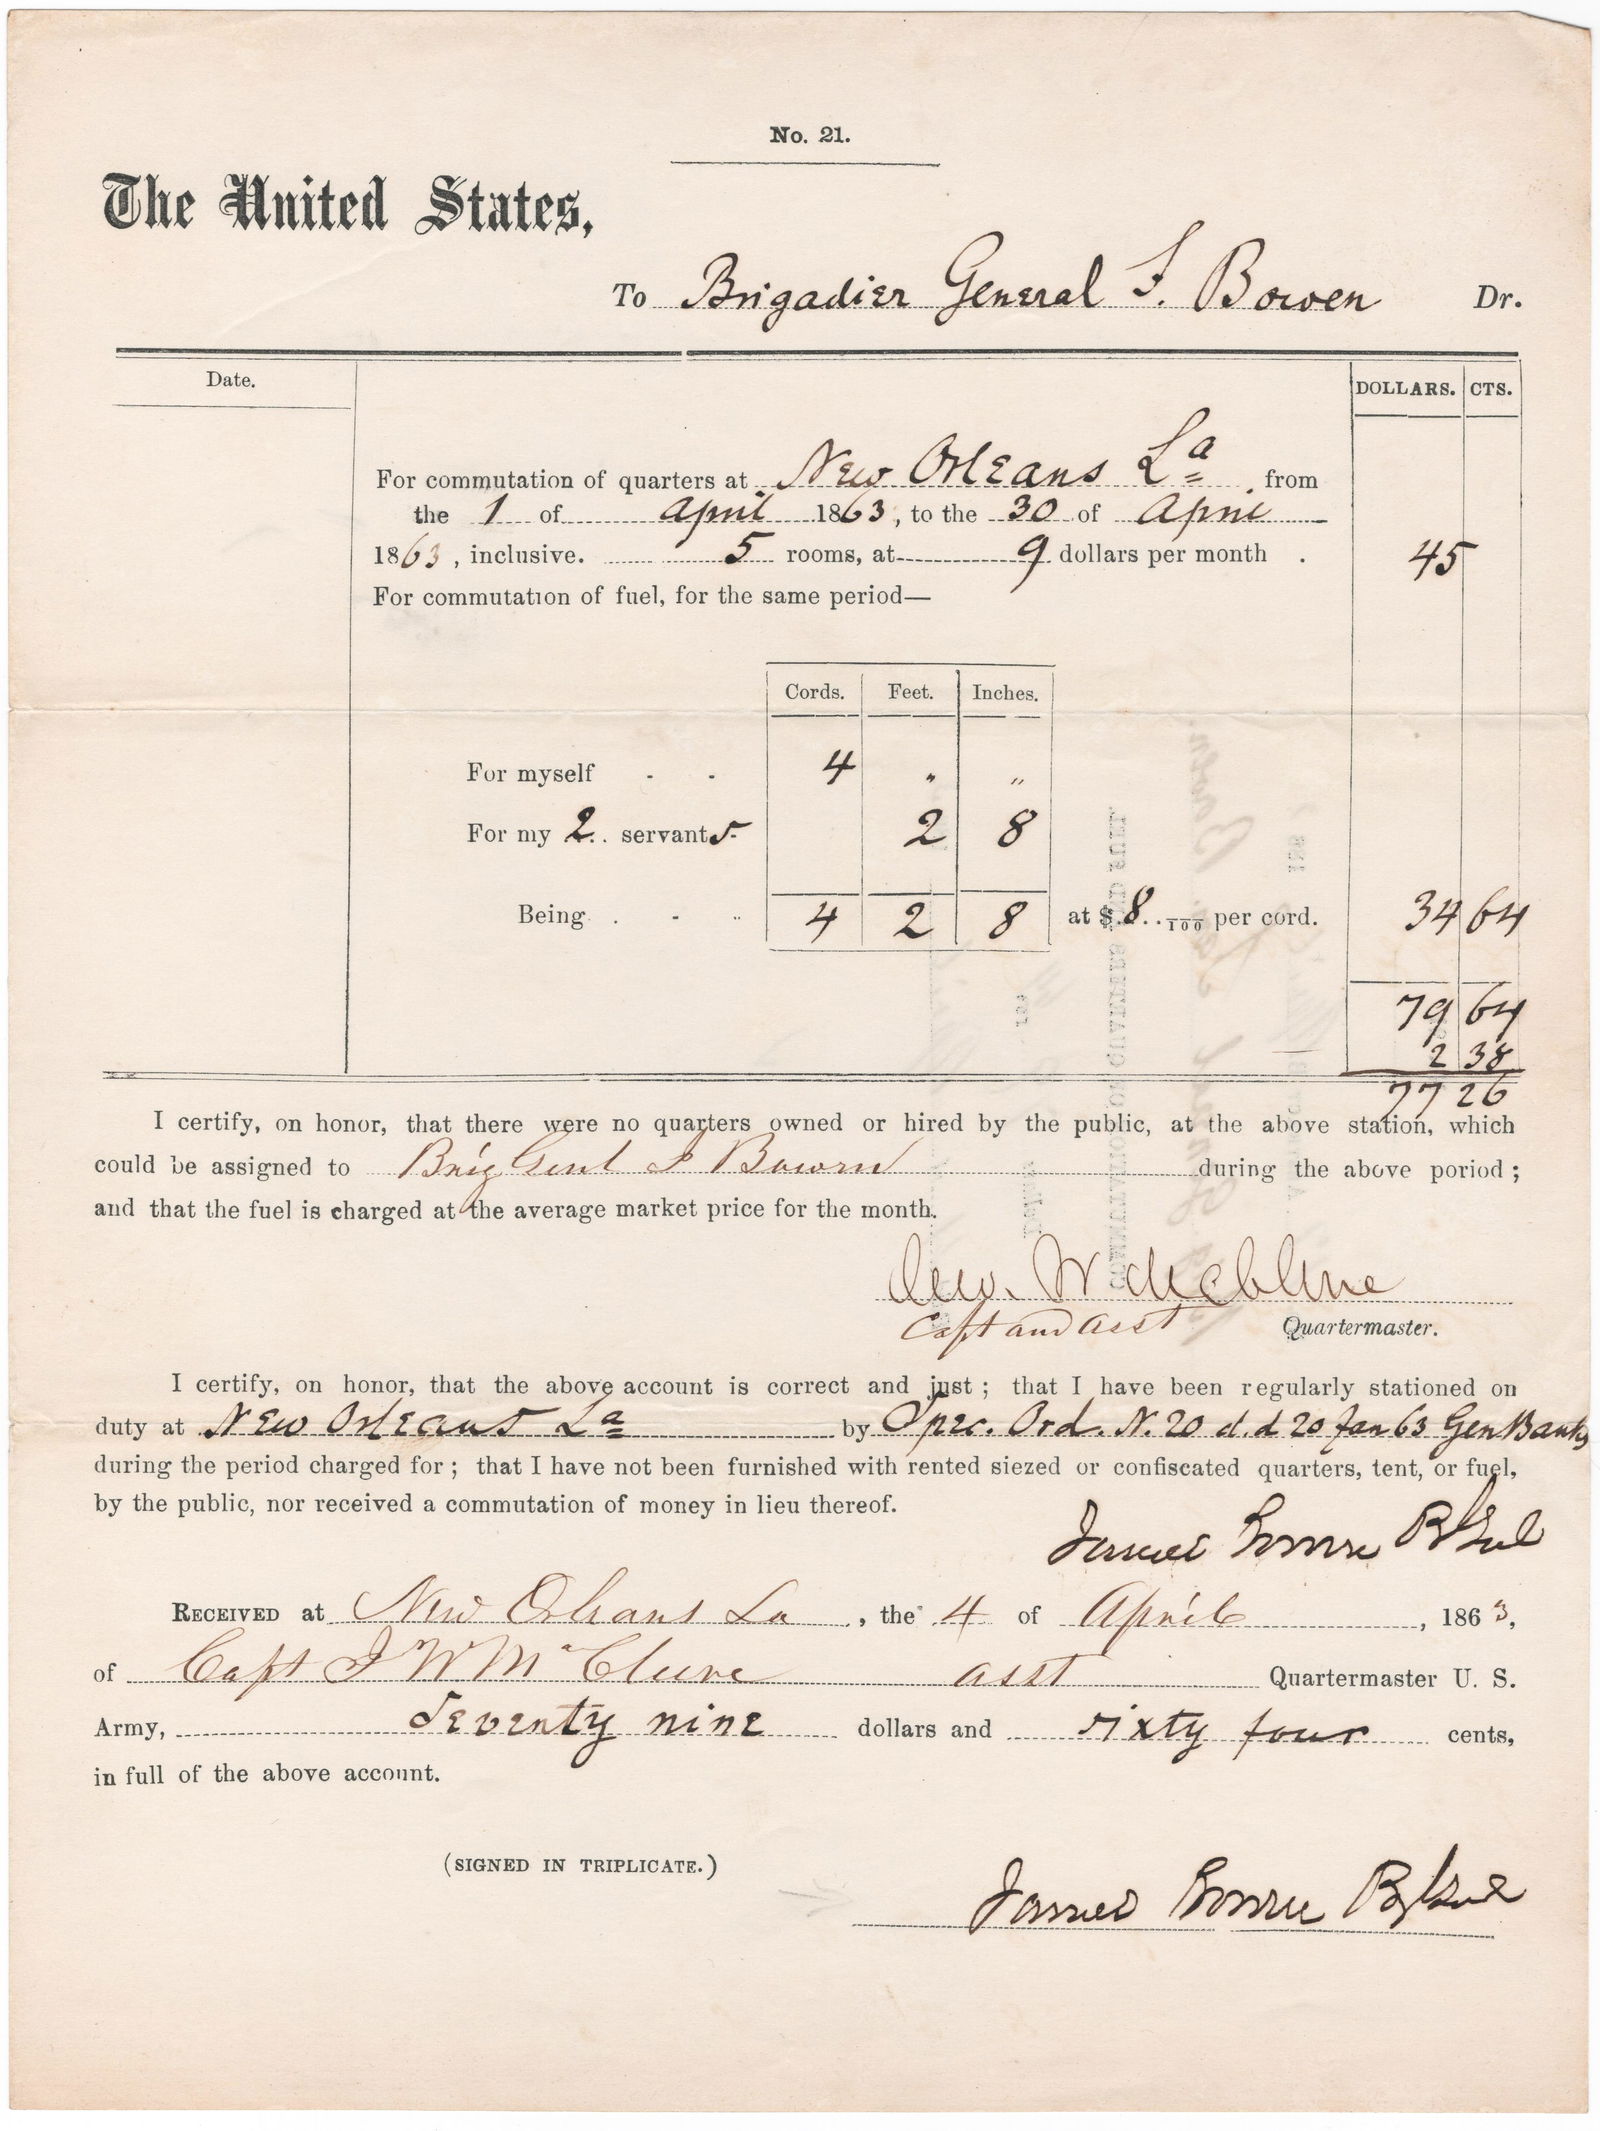 No. 21.
The United States,
To Brigadier General J. Bowen Dr.
Date.
DOLLARS. CTS.
For commutation of quarters at New Orleans La from
the 1 of April 1863, to the 30 of April
1863, inclusive. 5 rooms, at 9 dollars per month . 45
For commutation of fuel, for the same period—
Cords. Feet. Inches.
For myself - - 4 " "
For my 2 servants 2 8
Being . - " 4 2 8 at $ 8 /100 per cord. 34 64
79 64
2 38
77 26
I certify, on honor, that there were no quarters owned or hired by the public, at the above station, which
could be assigned to Brig Genl J Bowen during the above poriod ;
and that the fuel is charged at the average market price for the month.
Jno. W McClure
Capt and asst Quartermaster.
I certify, on honor, that the above account is correct and just ; that I have been regularly stationed on
duty at New Orleans La by Spec. Ord. N. 20 d.d 20 Jan 63 Gen Banks
during the period charged for ; that I have not been furnished with rented siezed or confiscated quarters, tent, or fuel,
by the public, nor received a commutation of money in lieu thereof.
James Bowen B Genl
RECEIVED at New Orleans La , the 4 of April , 1863,
of Capt J W McClure asst Quartermaster U. S.
Army, Seventy nine dollars and sixty four cents,
in full of the above account.
(SIGNED IN TRIPLICATE.)
James Bowen B Genl